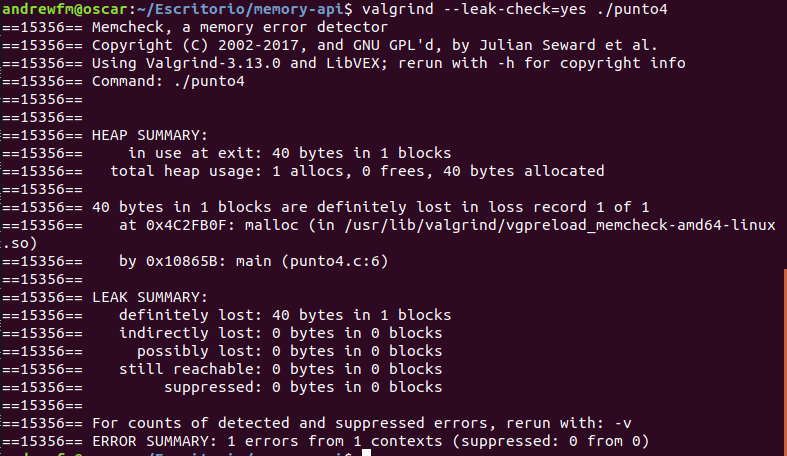 andrewfm@oscar:~/Escritorio/memory-api$ valgrind --leak-check=yes ./punto4
==15356== Memcheck, a memory error detector
==15356== Copyright (C) 2002-2017, and GNU GPL'd, by Julian Seward et al.
==15356== Using Valgrind-3.13.0 and LibVEX; rerun with -h for copyright info
==15356== Command: ./punto4
==15356==
==15356==
==15356== HEAP SUMMARY:
==15356==     in use at exit: 40 bytes in 1 blocks
==15356==   total heap usage: 1 allocs, 0 frees, 40 bytes allocated
==15356==
==15356== 40 bytes in 1 blocks are definitely lost in loss record 1 of 1
==15356==    at 0x4C2FB0F: malloc (in /usr/lib/valgrind/vgpreload_memcheck-amd64-linux
.so)
==15356==    by 0x10865B: main (punto4.c:6)
==15356==
==15356== LEAK SUMMARY:
==15356==    definitely lost: 40 bytes in 1 blocks
==15356==    indirectly lost: 0 bytes in 0 blocks
==15356==      possibly lost: 0 bytes in 0 blocks
==15356==    still reachable: 0 bytes in 0 blocks
==15356==         suppressed: 0 bytes in 0 blocks
==15356==
==15356== For counts of detected and suppressed errors, rerun with: -v
==15356== ERROR SUMMARY: 1 errors from 1 contexts (suppressed: 0 from 0)